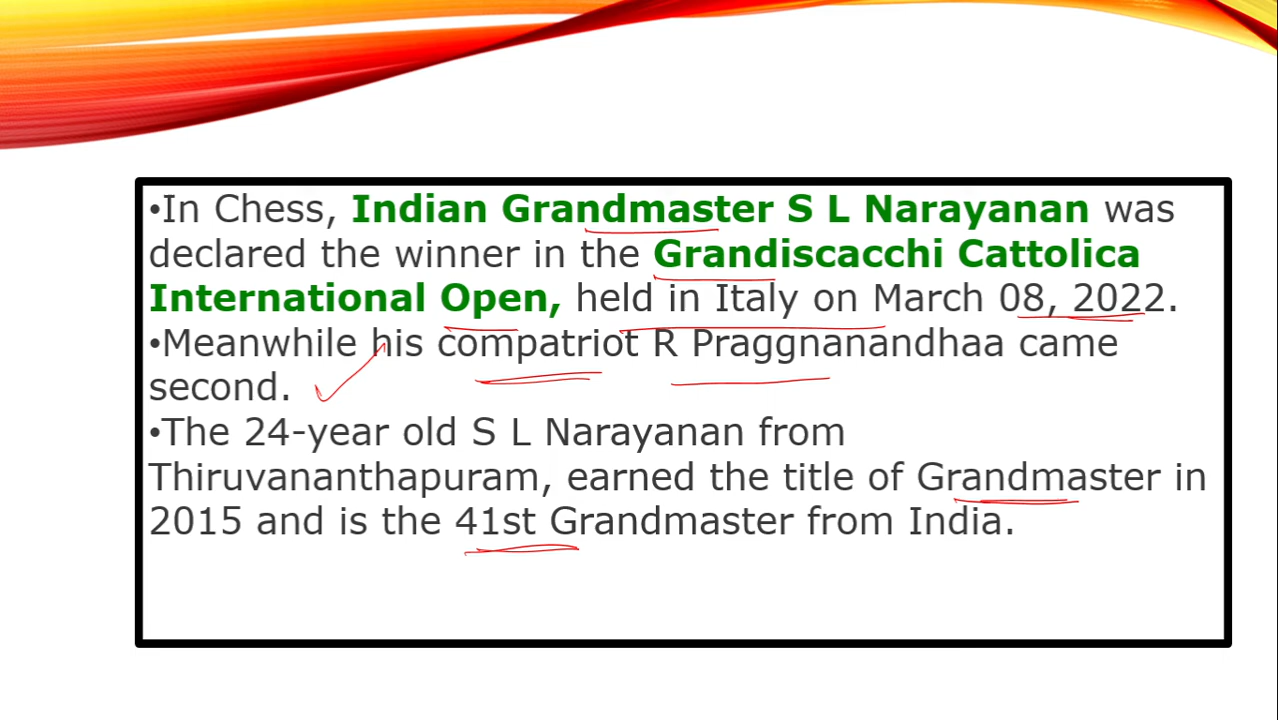 •In Chess, Indian Grandmaster S L Narayanan was
declared the winner in the Grandiscacchi Cattolica
International Open, held in Italy on March 08, 2022.
•Meanwhile his compatriot R Praggnanandhaa came
second.
•The 24-year old S L Narayanan from
Thiruvananthapuram, earned the title of Grandmaster in
2015 and is the 41st Grandmaster from India.